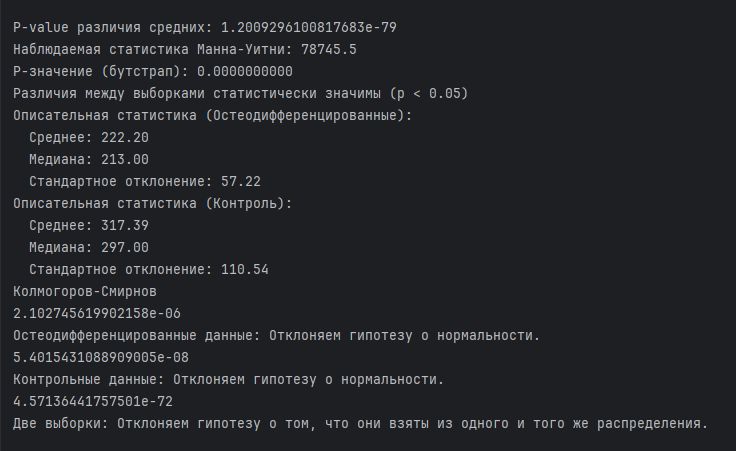 P-value различия средних: 1.2009296100817683e-79
Наблюдаемая статистика Манна-Уитни: 78745.5
P-значение (бутстрап): 0.0000000000
Различия между выборками статистически значимы (p < 0.05)
Описательная статистика (Остеодифференцированные):
  Среднее: 222.20
  Медиана: 213.00
  Стандартное отклонение: 57.22
Описательная статистика (Контроль):
  Среднее: 317.39
  Медиана: 297.00
  Стандартное отклонение: 110.54
Колмогоров-Смирнов
2.102745619902158e-06
Остеодифференцированные данные: Отклоняем гипотезу о нормальности.
5.4015431088909005e-08
Контрольные данные: Отклоняем гипотезу о нормальности.
4.57136441757501e-72
Две выборки: Отклоняем гипотезу о том, что они взяты из одного и того же распределения.